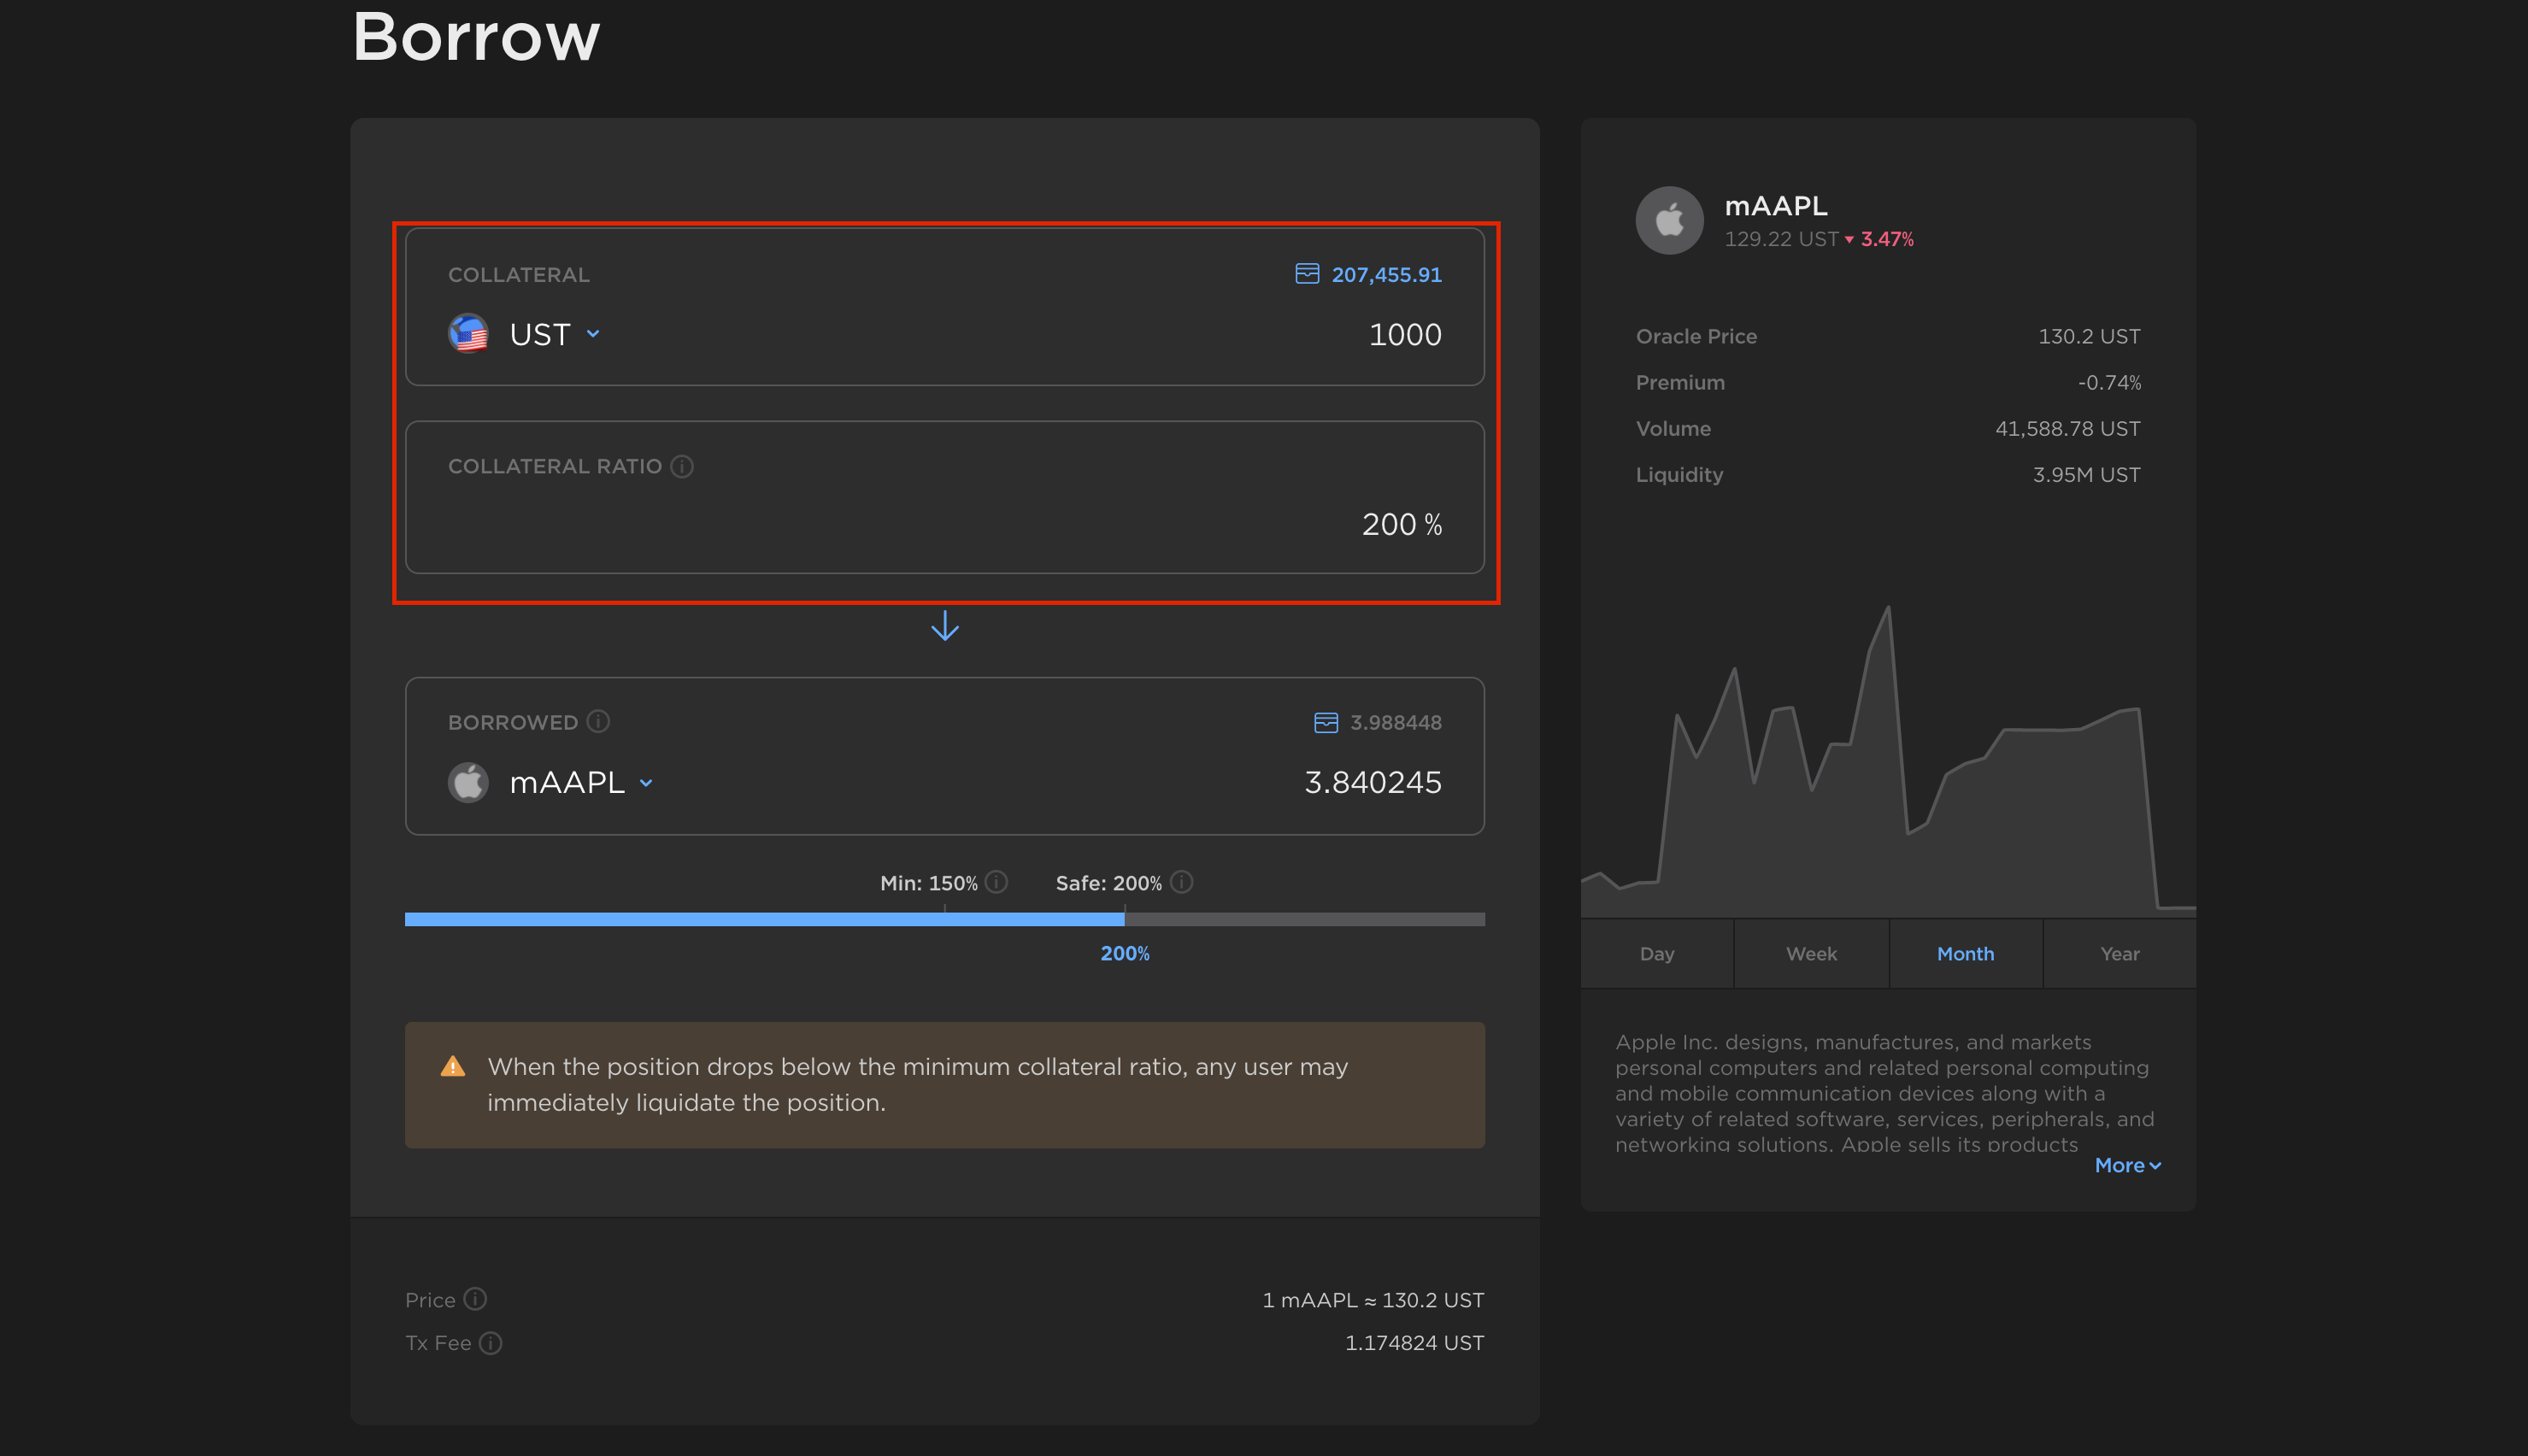 Borrow
COLLATERAL 207,455.91
UST 1000
COLLATERAL RATIO
200 %
BORROWED 3.988448
mAAPL 3.840245
Min: 150% Safe: 200%
200%
When the position drops below the minimum collateral ratio, any user may
immediately liquidate the position.
Price 1 mAAPL ≈ 130.2 UST
Tx Fee 1.174824 UST
mAAPL
129.22 UST ▾ 3.47%
Oracle Price 130.2 UST
Premium -0.74%
Volume 41,588.78 UST
Liquidity 3.95M UST
Day Week Month Year
Apple Inc. designs, manufactures, and markets
personal computers and related personal computing
and mobile communication devices along with a
variety of related software, services, peripherals, and
networking solutions. Apple sells its products
More